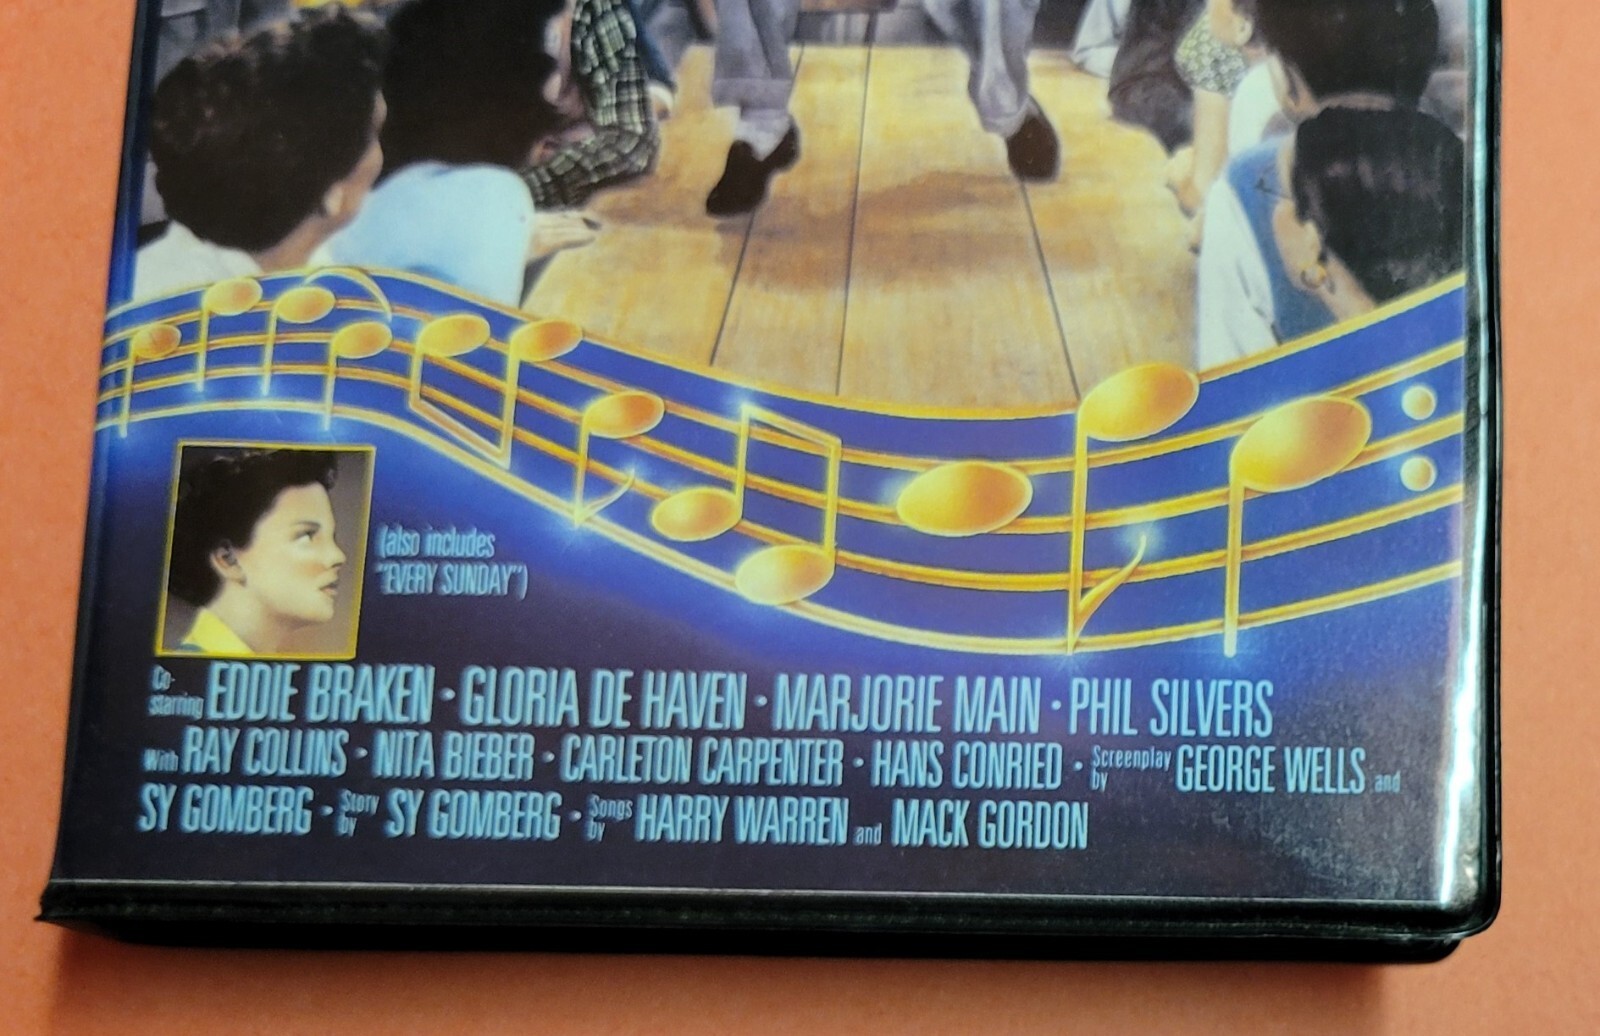 (also includes
"EVERY SUNDAY")
Co-starring EDDIE BRAKEN · GLORIA DE HAVEN · MARJORIE MAIN · PHIL SILVERS
With RAY COLLINS · NITA BIEBER · CARLETON CARPENTER · HANS CONRIED · Screenplay by GEORGE WELLS and
SY GOMBERG · Story by SY GOMBERG · Songs by HARRY WARREN and MACK GORDON